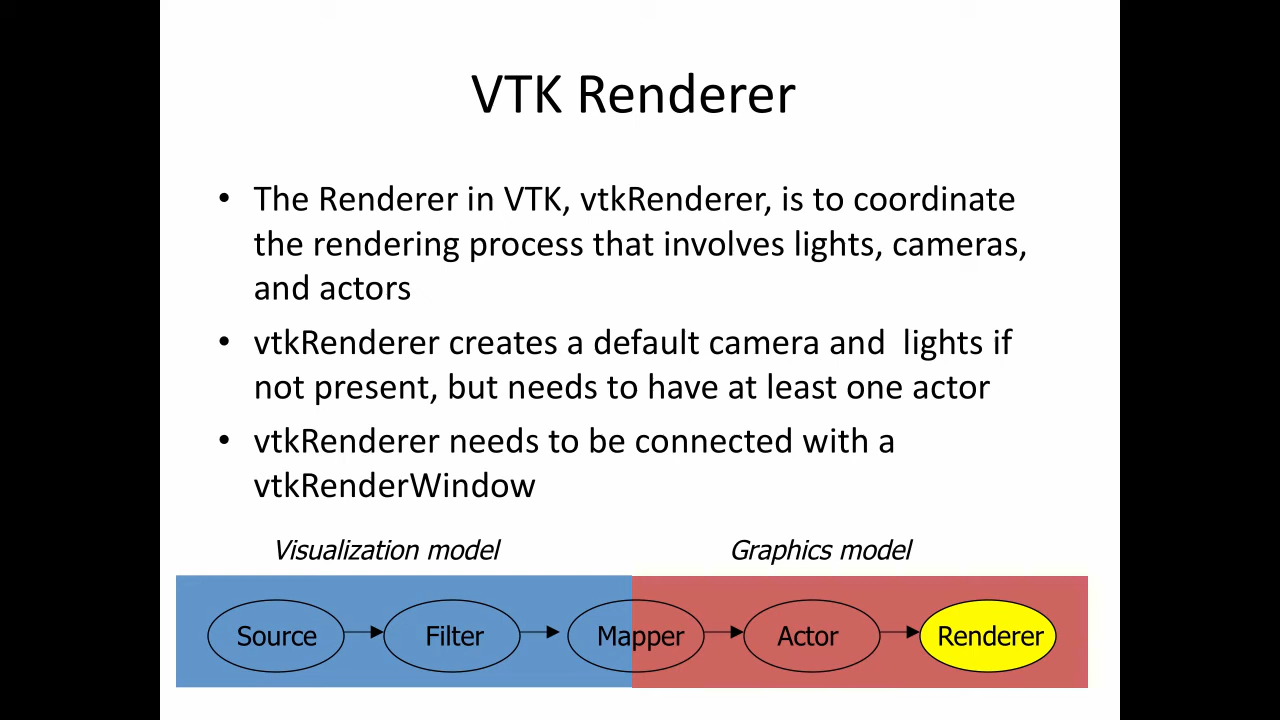 VTK Renderer
• The Renderer in VTK, vtkRenderer, is to coordinate
the rendering process that involves lights, cameras,
and actors
• vtkRenderer creates a default camera and  lights if
not present, but needs to have at least one actor
• vtkRenderer needs to be connected with a
vtkRenderWindow
Visualization model Graphics model
Source Filter Mapper Actor Renderer